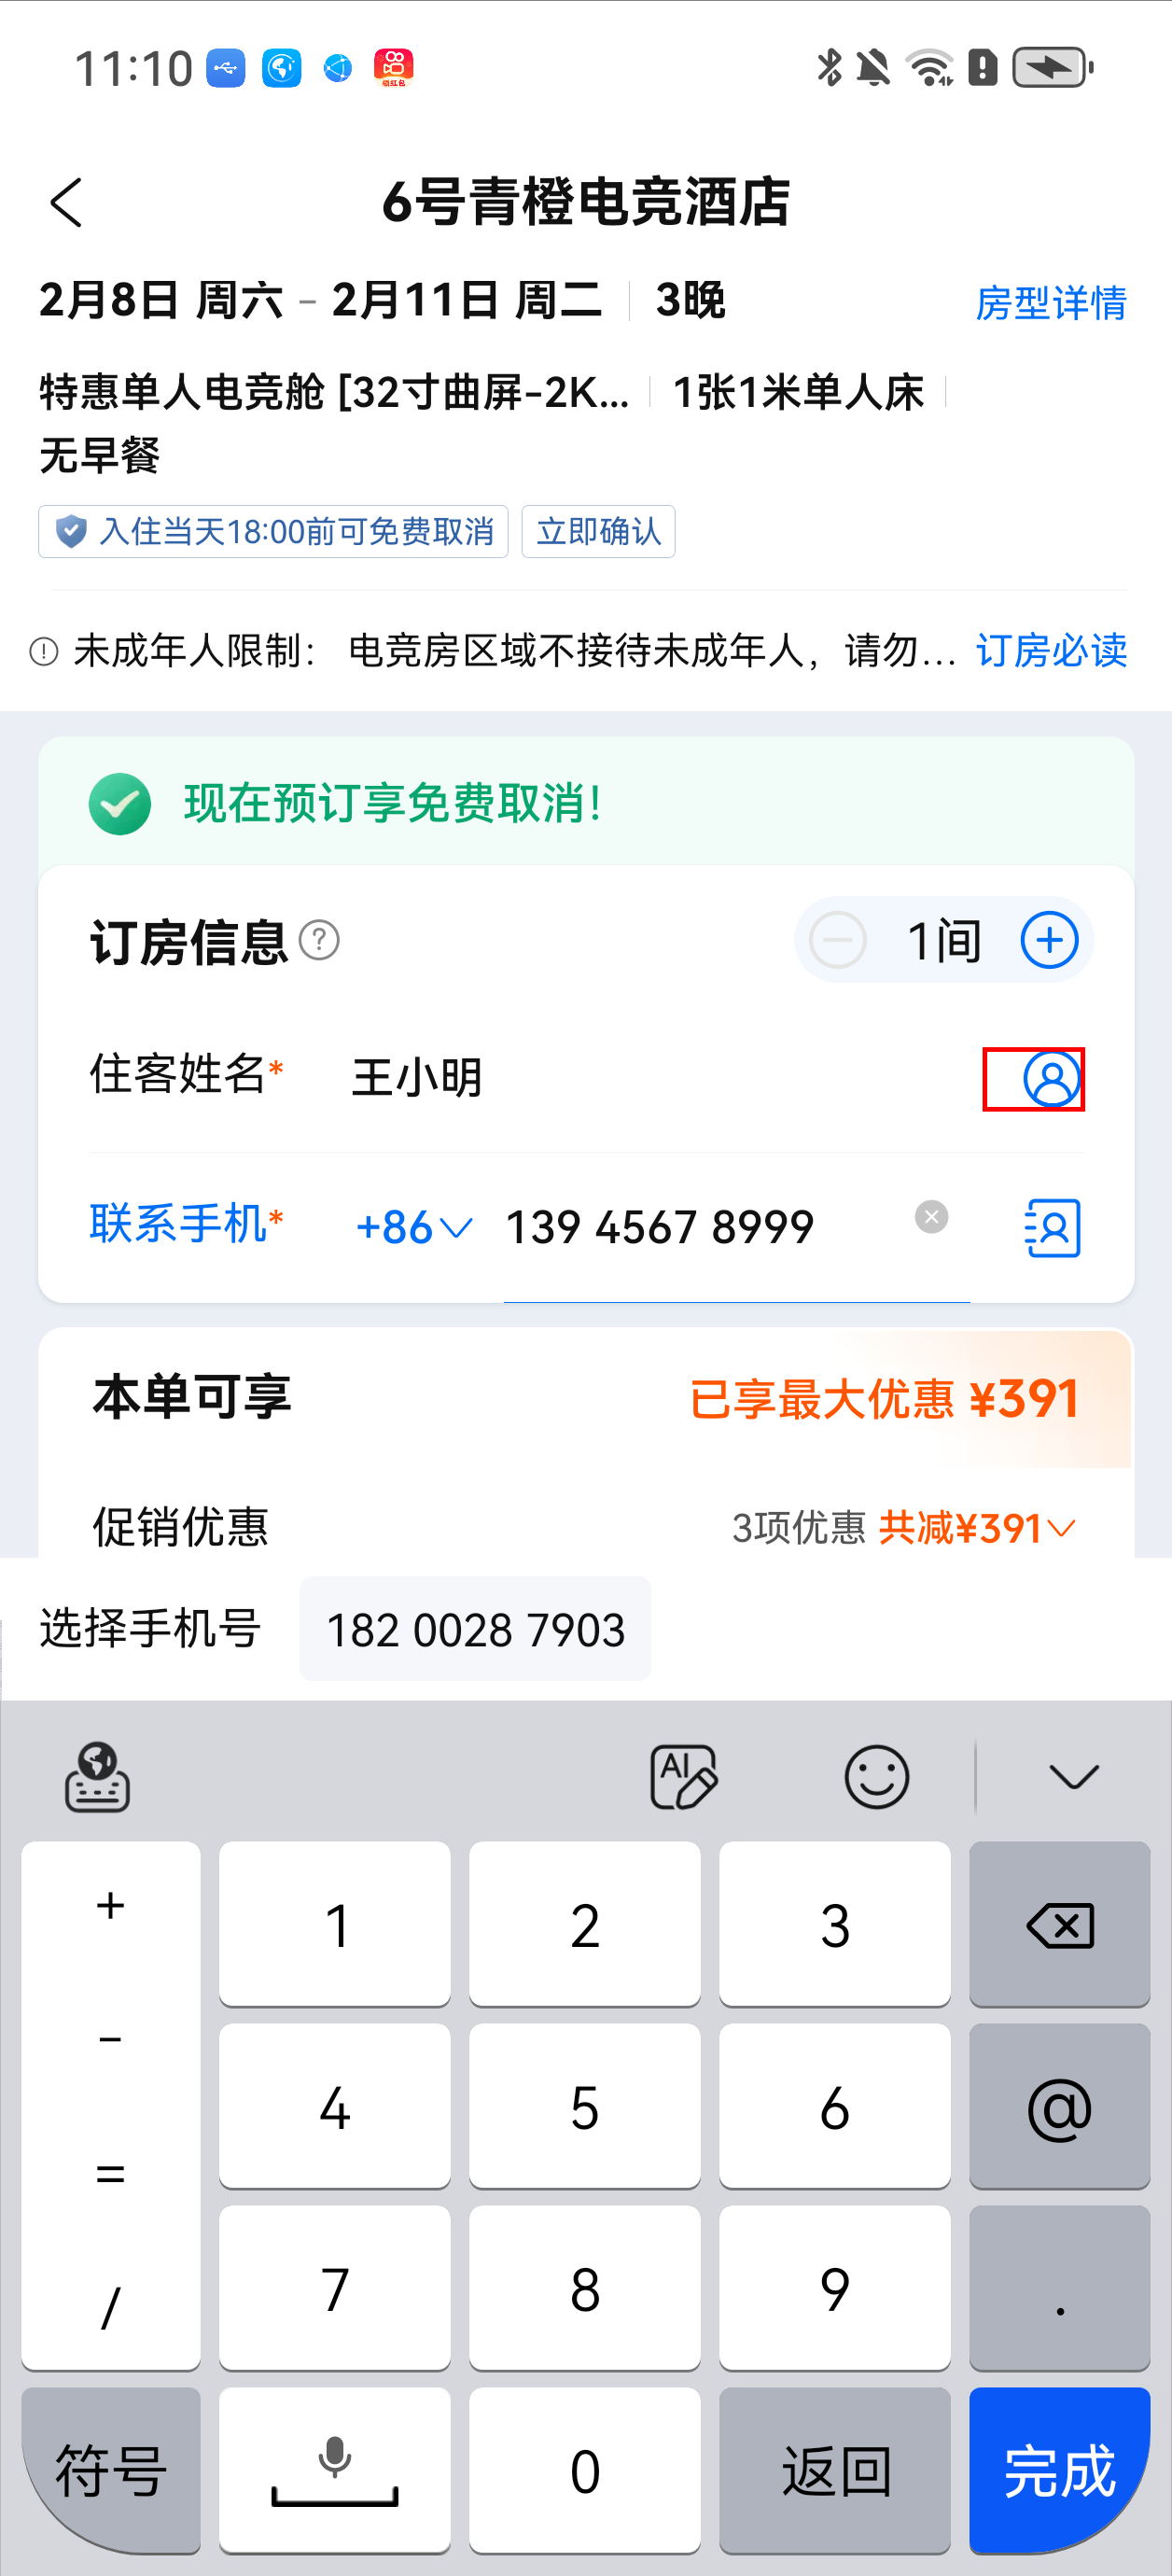 11:10
领红包
6号青橙电竞酒店
2月8日 周六 - 2月11日 周二 3晚 房型详情
特惠单人电竞舱 [32寸曲屏-2K... 1张1米单人床
无早餐
入住当天18:00前可免费取消 立即确认
未成年人限制： 电竞房区域不接待未成年人，请勿... 订房必读
现在预订享免费取消！
订房信息 ? 1间
住客姓名* 王小明
联系手机* +86 139 4567 8999
本单可享 已享最大优惠 ¥391
促销优惠 3项优惠 共减¥391
选择手机号 182 0028 7903
AI
+ 1 2 3
- 4 5 6 @
= 7 8 9 .
/
符号 0 返回 完成